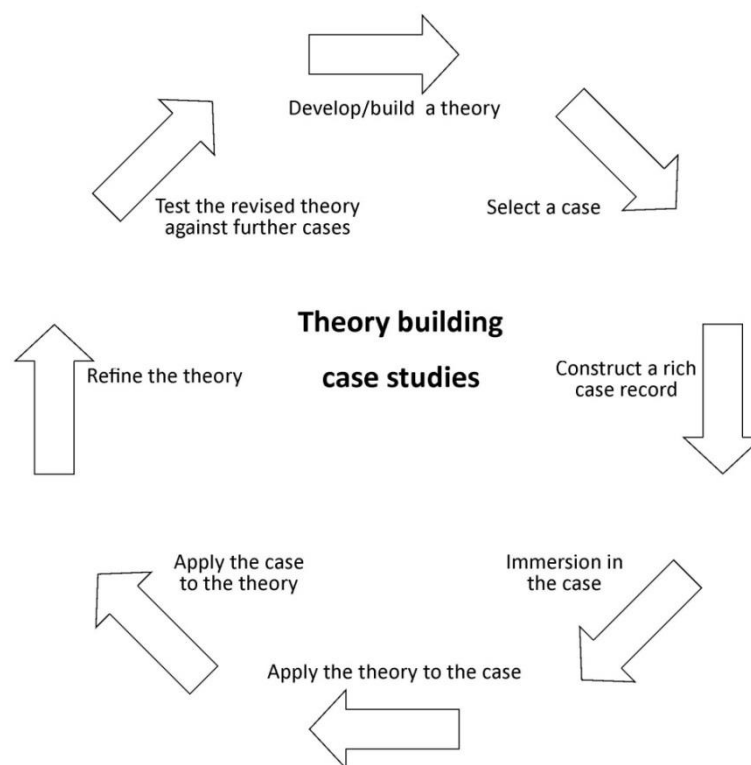 Develop/build a theory
Select a case
Construct a rich
case record
Immersion in
the case
Apply the theory to the case
Apply the case
to the theory
Refine the theory
Test the revised theory
against further cases
Theory building
case studies